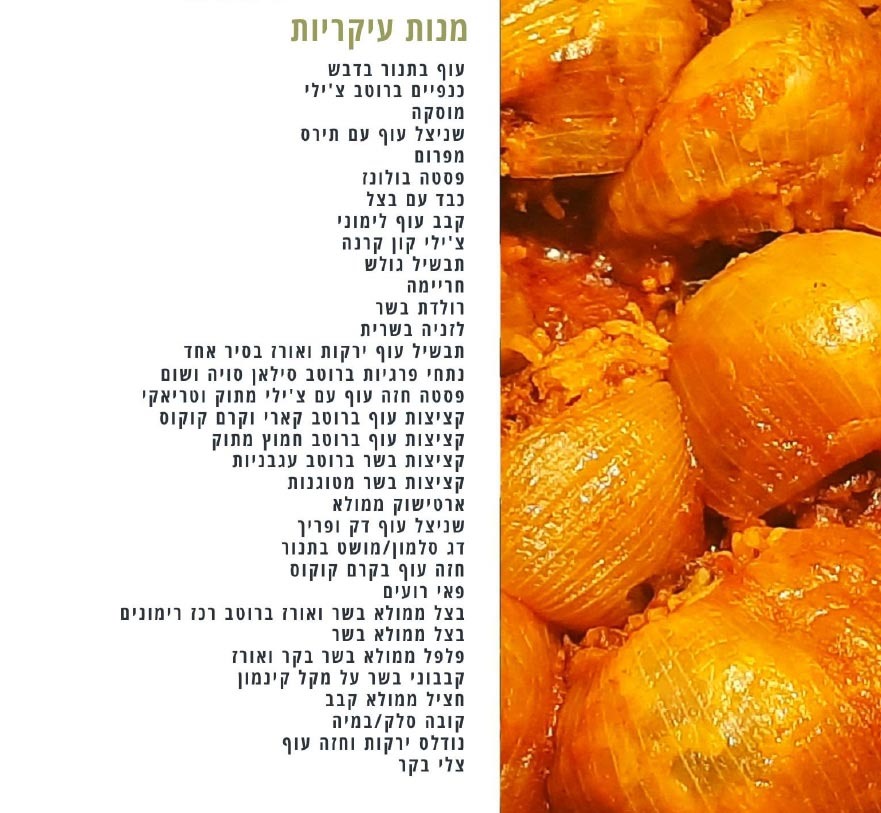 מנות עיקריות
עוף בתנור בדבש
כנפיים ברוטב צ'ילי
מוסקה
שניצל עוף עם תירס
מפרום
פסטה בולונז
כבד עם בצל
קבב עוף לימוני
צ'ילי קון קרנה
תבשיל גולש
חריימה
רולדת בשר
לזניה בשרית
תבשיל עוף ירקות ואורז בסיר אחד
נתחי פרגיות ברוטב סילאן סויה ושום
פסטה חזה עוף עם צ'ילי מתוק וטריאקי
קציצות עוף ברוטב קארי וקרם קוקוס
קציצות עוף ברוטב חמוץ מתוק
קציצות בשר ברוטב עגבניות
קציצות בשר מטוגנות
ארטישוק ממולא
שניצל עוף דק ופריך
דג סלמון/מושט בתנור
חזה עוף בקרם קוקוס
פאי רועים
בצל ממולא בשר ואורז ברוטב רכז רימונים
בצל ממולא בשר
פלפל ממולא בשר בקר ואורז
קבבוני בשר על מקל קינמון
חציל ממולא קבב
קובה סלק/במיה
נודלס ירקות וחזה עוף
צלי בקר